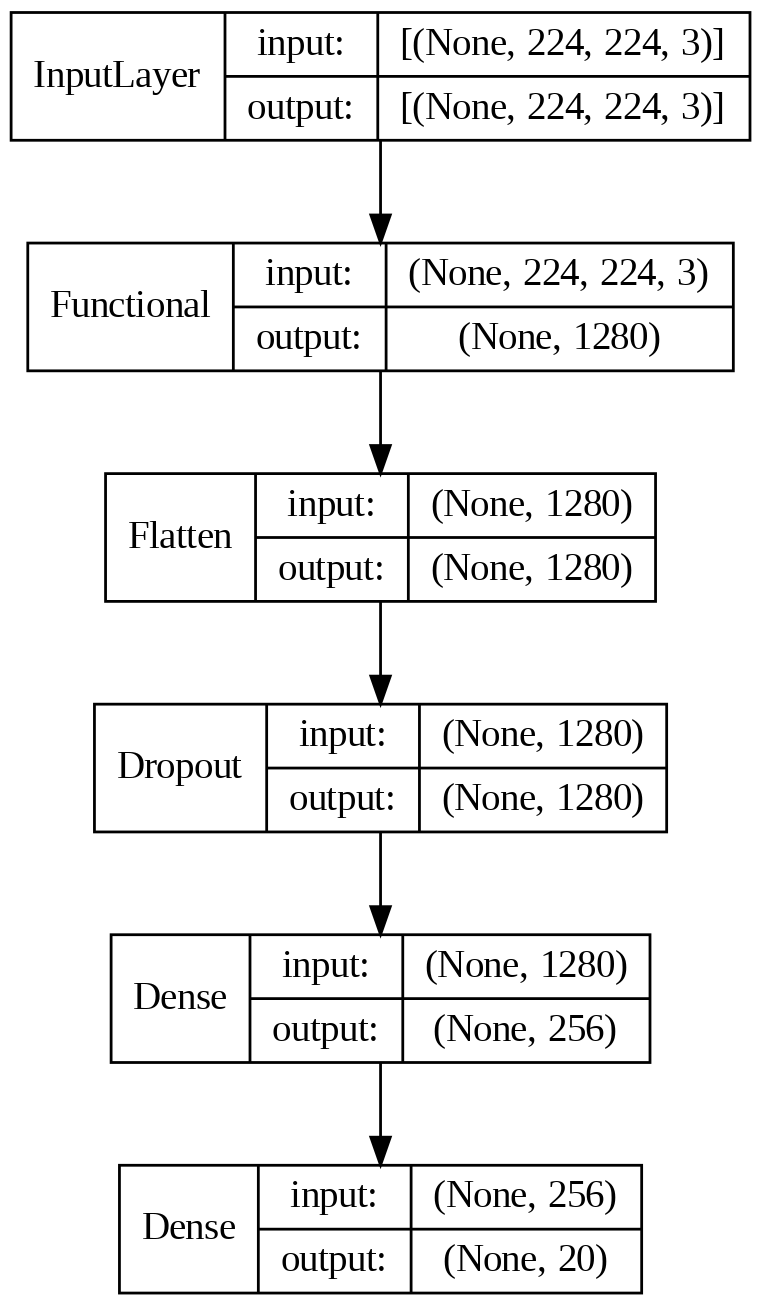 InputLayer
input: [(None, 224, 224, 3)]
output: [(None, 224, 224, 3)]
Functional
input: (None, 224, 224, 3)
output: (None, 1280)
Flatten
input: (None, 1280)
output: (None, 1280)
Dropout
input: (None, 1280)
output: (None, 1280)
Dense
input: (None, 1280)
output: (None, 256)
Dense
input: (None, 256)
output: (None, 20)